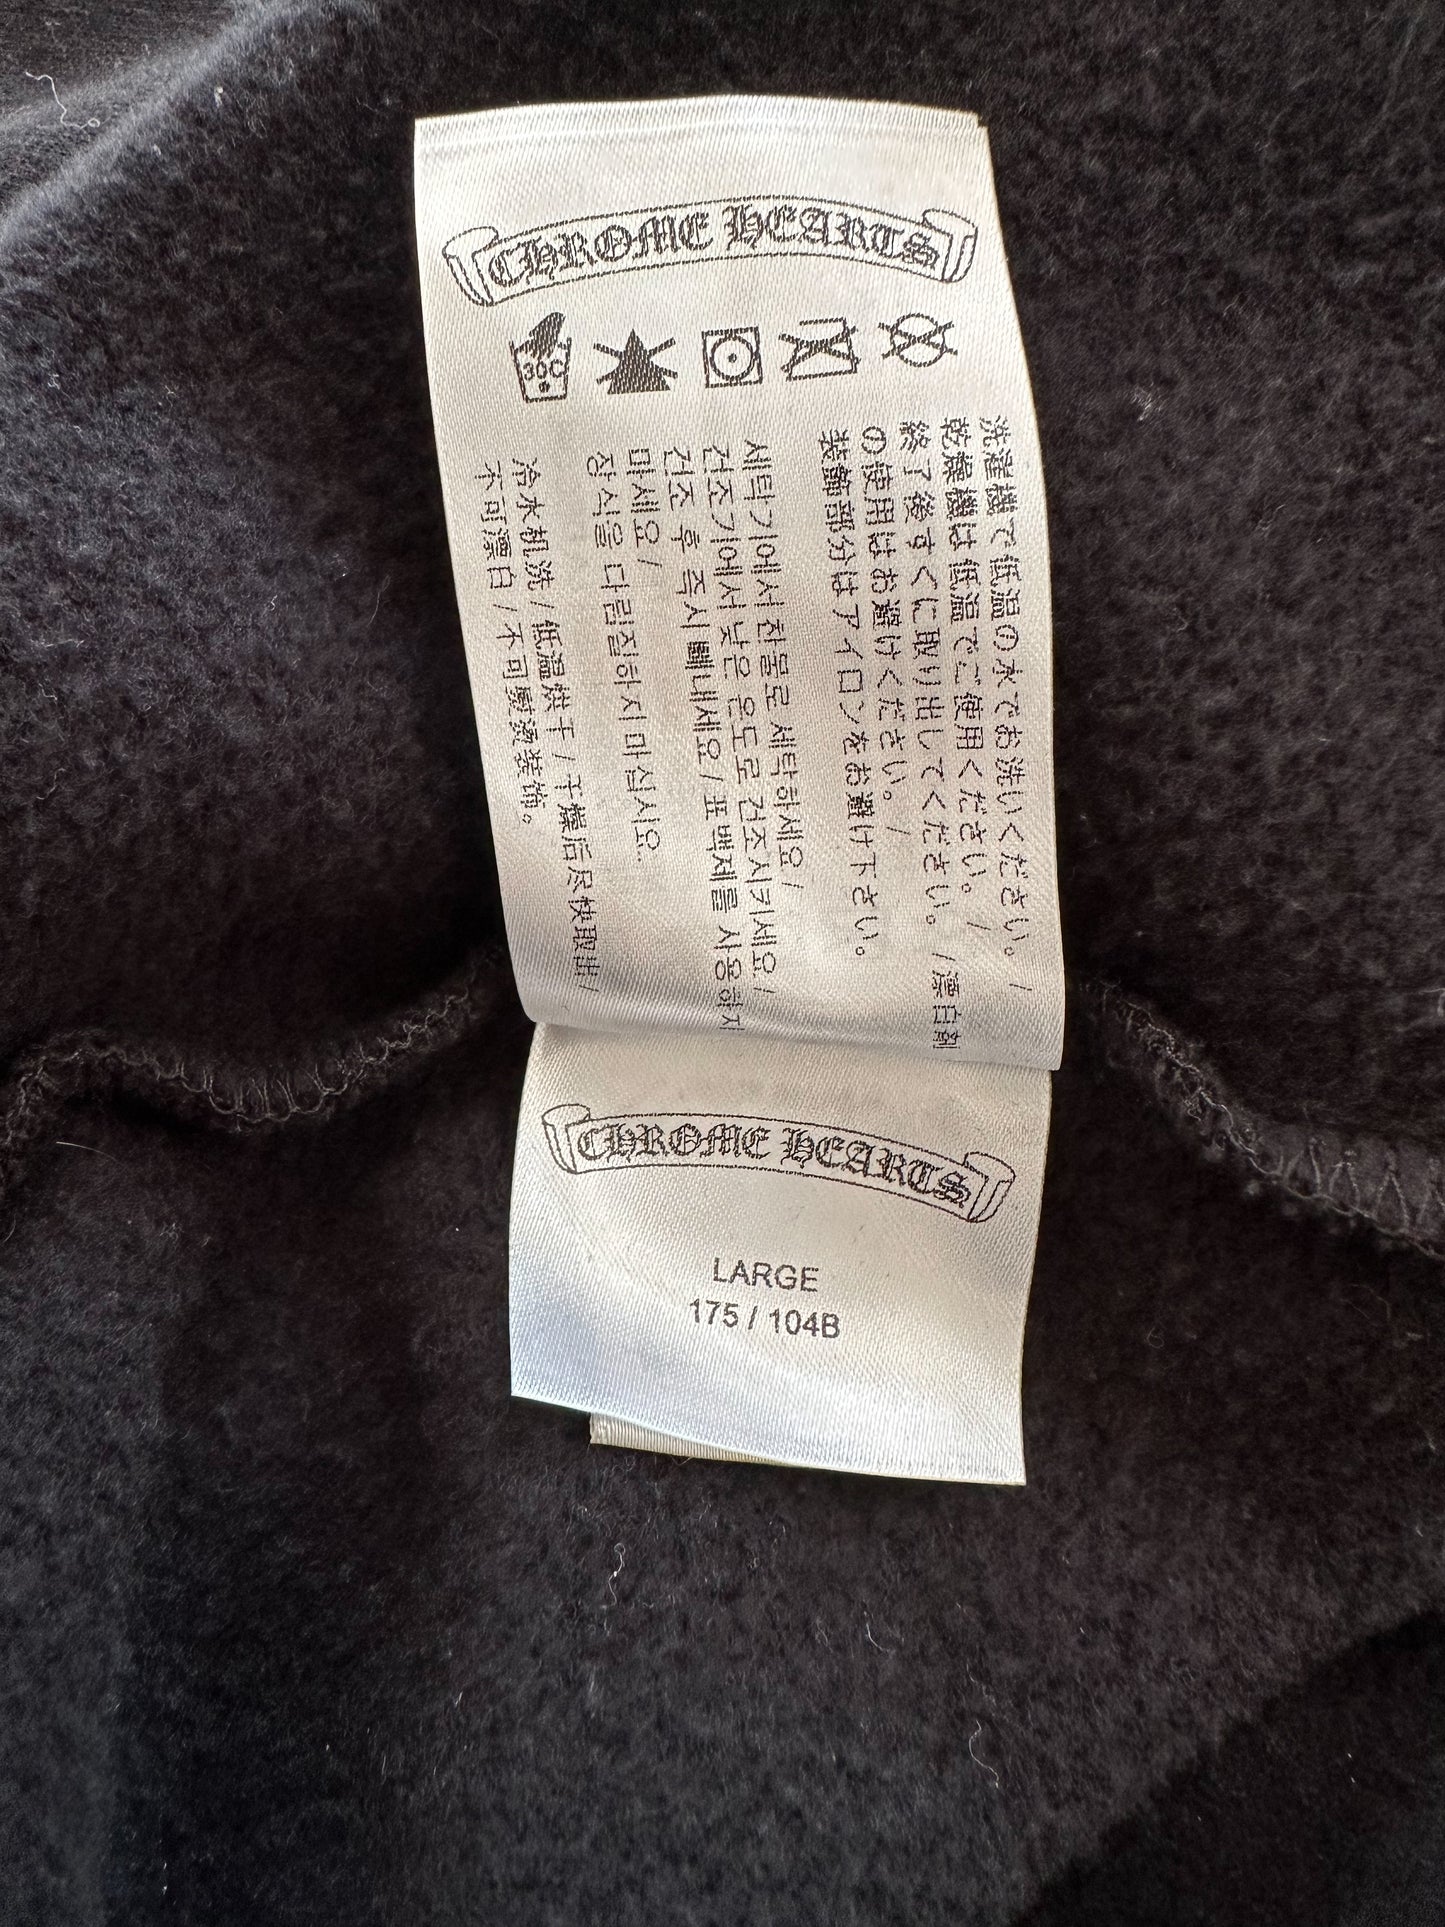 CHROME HEARTS
30C
洗濯機で低温の水でお洗いください。/
乾燥機は低温でご使用ください。/
終了後すぐに取り出してください。/漂白剤
の使用はお避けください。/
装飾部分はアイロンをお避け下さい。
세탁기에서 찬물로 세탁하세요/
건조기에서 낮은 온도로 건조시키세요/
건조 후 즉시 빼내세요/표백제를 사용하지
마세요/
장식을 다림질하지 마십시오.
冷水机洗/低温烘干/干燥后尽快取出/
不可漂白/不可熨烫装饰。
CHROME HEARTS
LARGE
175 / 104B